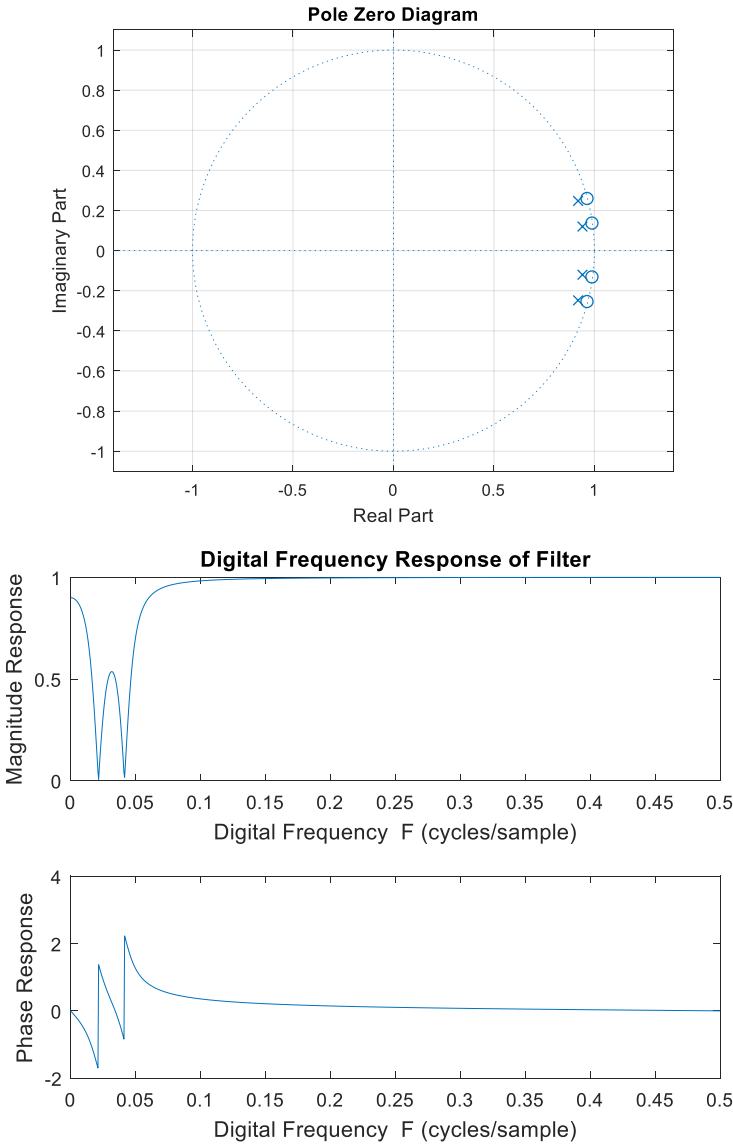 Pole Zero Diagram
Imaginary Part
1
0.8
0.6
0.4
0.2
0
-0.2
-0.4
-0.6
-0.8
-1
-1 -0.5 0 0.5 1
Real Part
Digital Frequency Response of Filter
Magnitude Response
1
0.5
0
0 0.05 0.1 0.15 0.2 0.25 0.3 0.35 0.4 0.45 0.5
Digital Frequency F (cycles/sample)
Phase Response
4
2
0
-2
0 0.05 0.1 0.15 0.2 0.25 0.3 0.35 0.4 0.45 0.5
Digital Frequency F (cycles/sample)